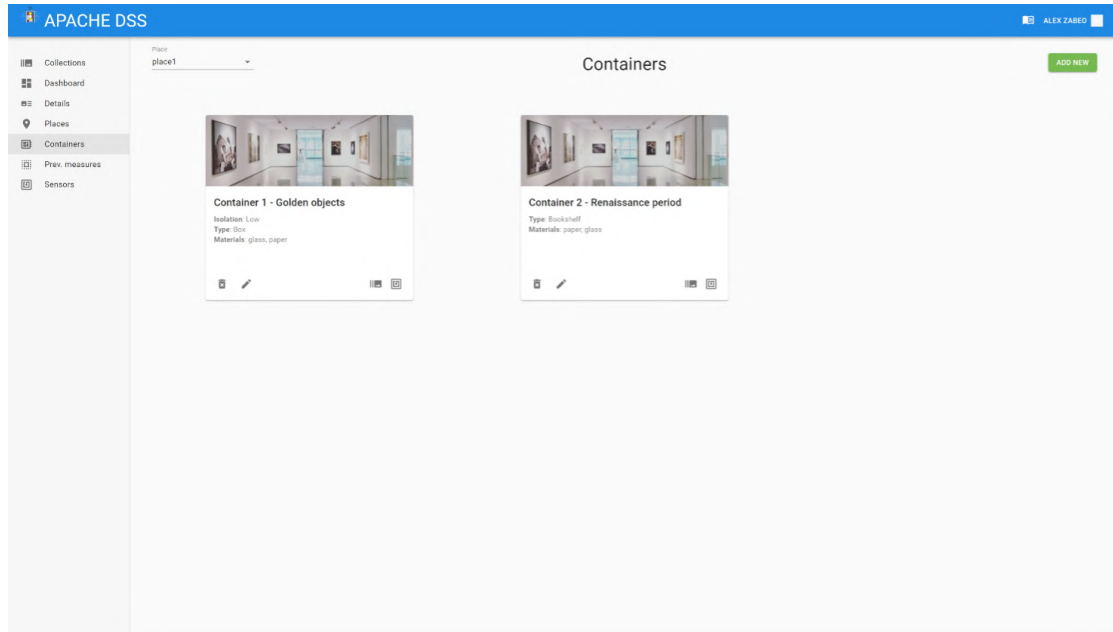 APACHE DSS
ALEX ZABEO
Collections
Dashboard
Details
Places
Containers
Prev. measures
Sensors
Place
place1
Containers
ADD NEW
Container 1 - Golden objects
Isolation: Low
Type: Box
Materials: glass, paper
Container 2 - Renaissance period
Type: Bookshelf
Materials: paper, glass